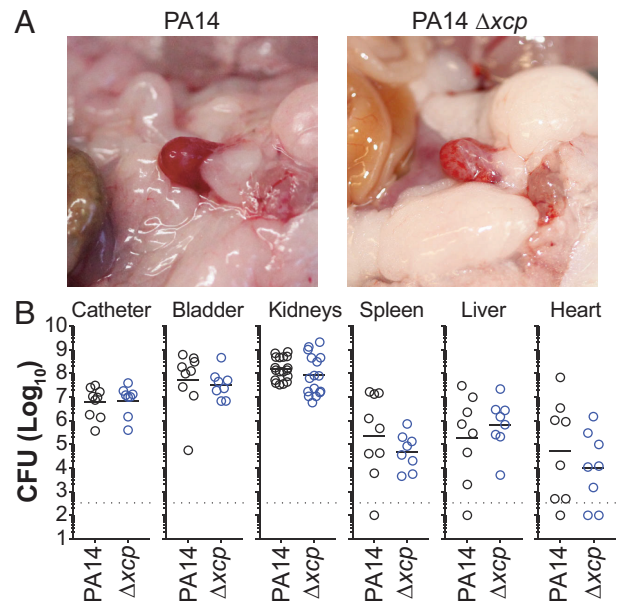 A
PA14
PA14 Δxcp
B
Catheter
Bladder
Kidneys
Spleen
Liver
Heart
CFU (Log10)
10
9
8
7
6
5
4
3
2
1
PA14
Δxcp
PA14
Δxcp
PA14
Δxcp
PA14
Δxcp
PA14
Δxcp
PA14
Δxcp